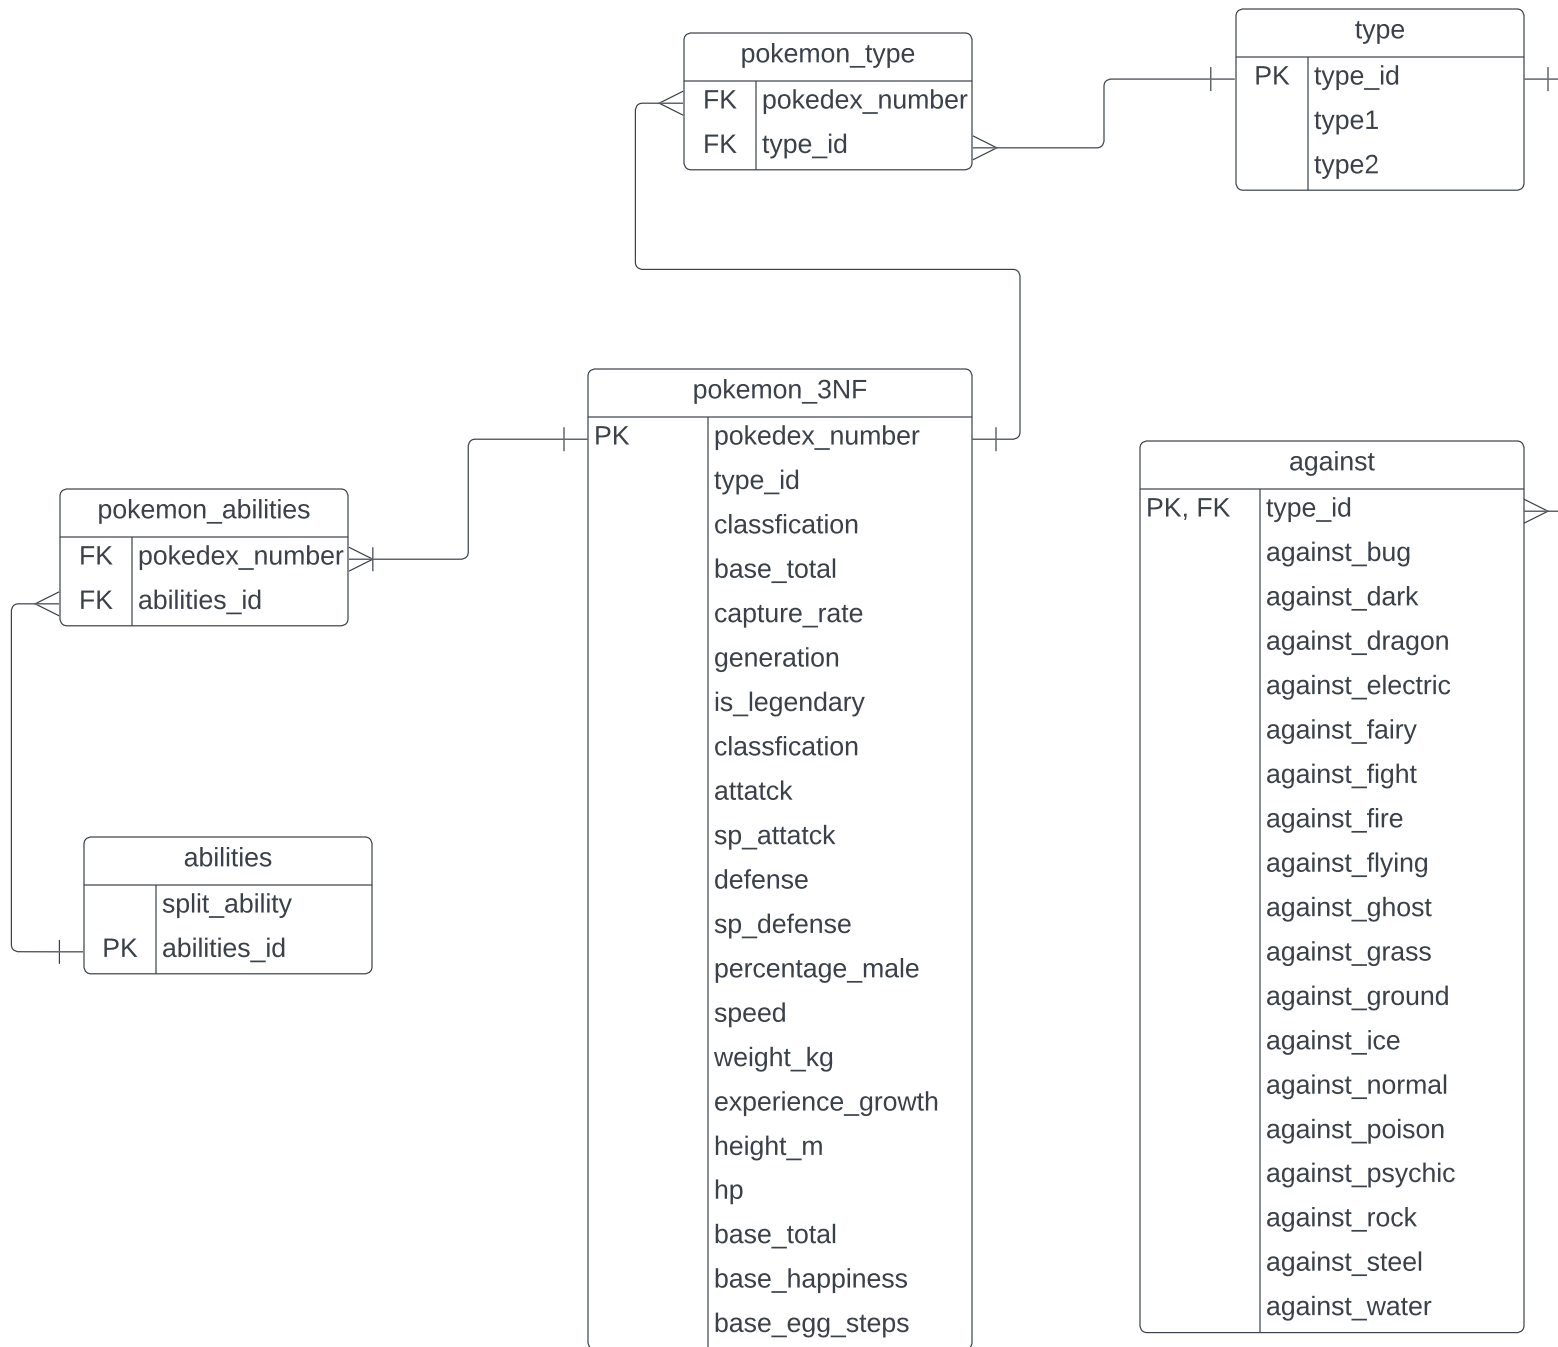 pokemon_type
FK pokedex_number
FK type_id
type
PK type_id
type1
type2
pokemon_3NF
PK pokedex_number
type_id
classfication
base_total
capture_rate
generation
is_legendary
classfication
attatck
sp_attatck
defense
sp_defense
percentage_male
speed
weight_kg
experience_growth
height_m
hp
base_total
base_happiness
base_egg_steps
pokemon_abilities
FK pokedex_number
FK abilities_id
abilities
split_ability
PK abilities_id
against
PK, FK type_id
against_bug
against_dark
against_dragon
against_electric
against_fairy
against_fight
against_fire
against_flying
against_ghost
against_grass
against_ground
against_ice
against_normal
against_poison
against_psychic
against_rock
against_steel
against_water